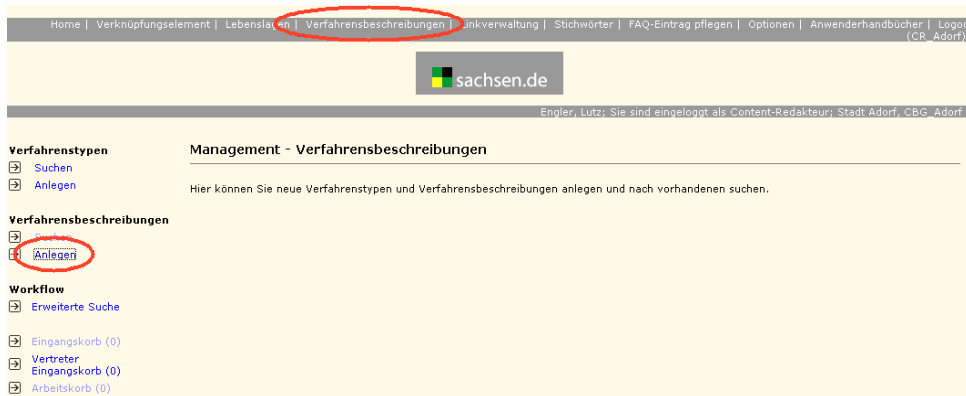 Home | Verknüpfungselement | Lebenslagen | Verfahrensbeschreibungen | Linkverwaltung | Stichwörter | FAQ-Eintrag pflegen | Optionen | Anwenderhandbücher | Logou
(CR_Adorf)
sachsen.de
Engler, Lutz; Sie sind eingeloggt als Content-Redakteur; Stadt Adorf, CBG_Adorf
Verfahrenstypen
Suchen
Anlegen
Verfahrensbeschreibungen
Suchen
Anlegen
Workflow
Erweiterte Suche
Eingangskorb (0)
Vertreter
Eingangskorb (0)
Arbeitskorb (0)
Management - Verfahrensbeschreibungen
Hier können Sie neue Verfahrenstypen und Verfahrensbeschreibungen anlegen und nach vorhandenen suchen.